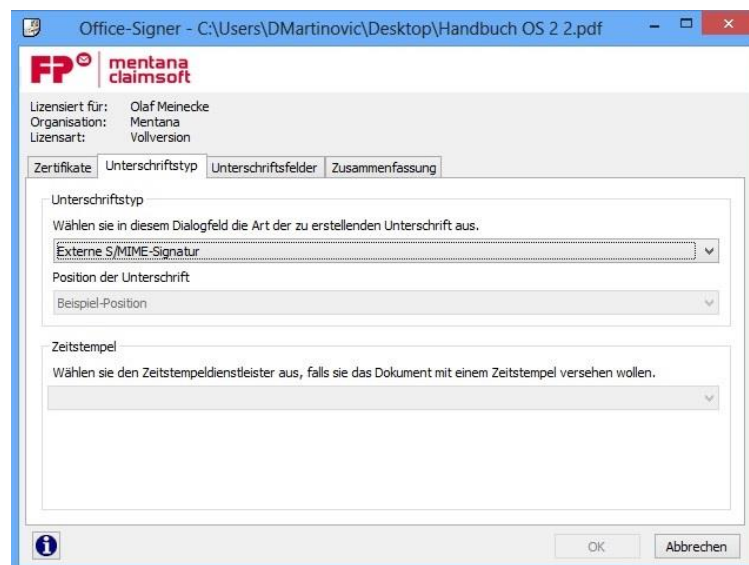 Office-Signer - C:\Users\DMartinovic\Desktop\Handbuch OS 2 2.pdf
FP mentana
claimsoft
Lizensiert für: Olaf Meinecke
Organisation: Mentana
Lizensart: Vollversion
Zertifikate Unterschriftstyp Unterschriftsfelder Zusammenfassung
Unterschriftstyp
Wählen sie in diesem Dialogfeld die Art der zu erstellenden Unterschrift aus.
Externe S/MIME-Signatur
Position der Unterschrift
Beispiel-Position
Zeitstempel
Wählen sie den Zeitstempeldienstleister aus, falls sie das Dokument mit einem Zeitstempel versehen wollen.
OK Abbrechen